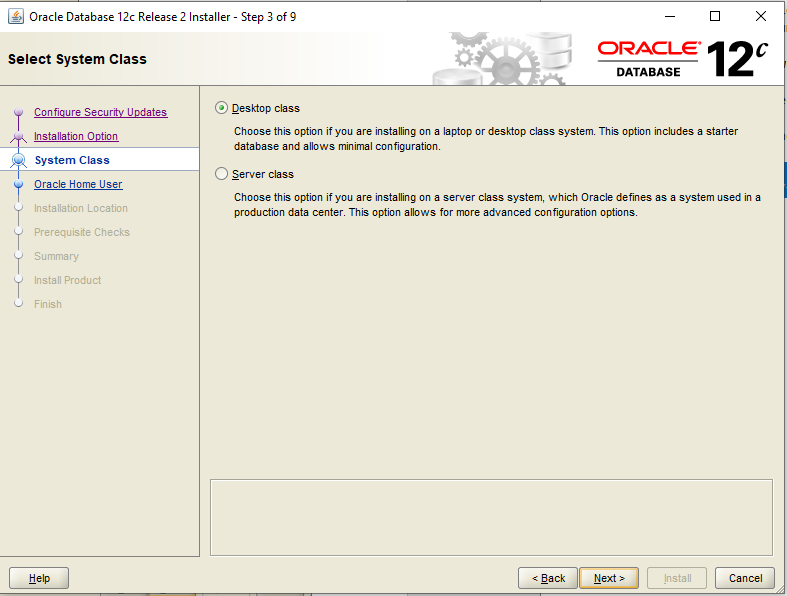 Oracle Database 12c Release 2 Installer - Step 3 of 9
Select System Class
ORACLE
DATABASE
12c
Configure Security Updates
Installation Option
System Class
Oracle Home User
Installation Location
Prerequisite Checks
Summary
Install Product
Finish
Desktop class
Choose this option if you are installing on a laptop or desktop class system. This option includes a starter
database and allows minimal configuration.
Server class
Choose this option if you are installing on a server class system, which Oracle defines as a system used in a
production data center. This option allows for more advanced configuration options.
Help
< Back
Next >
Install
Cancel